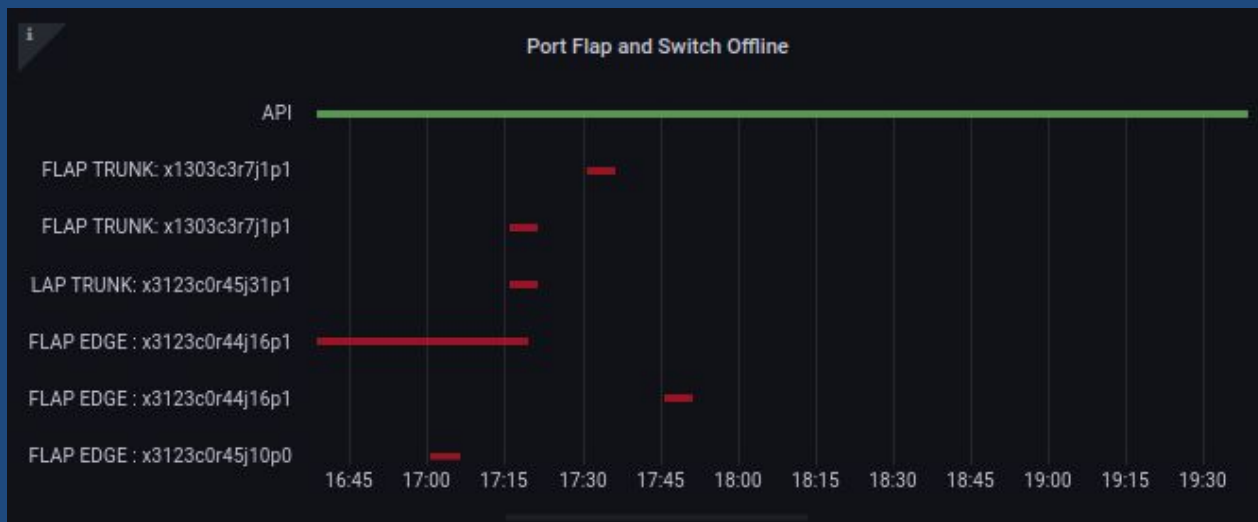 i
Port Flap and Switch Offline
API
FLAP TRUNK: x1303c3r7j1p1
FLAP TRUNK: x1303c3r7j1p1
LAP TRUNK: x3123c0r45j31p1
FLAP EDGE : x3123c0r44j16p1
FLAP EDGE : x3123c0r44j16p1
FLAP EDGE : x3123c0r45j10p0
16:45 17:00 17:15 17:30 17:45 18:00 18:15 18:30 18:45 19:00 19:15 19:30